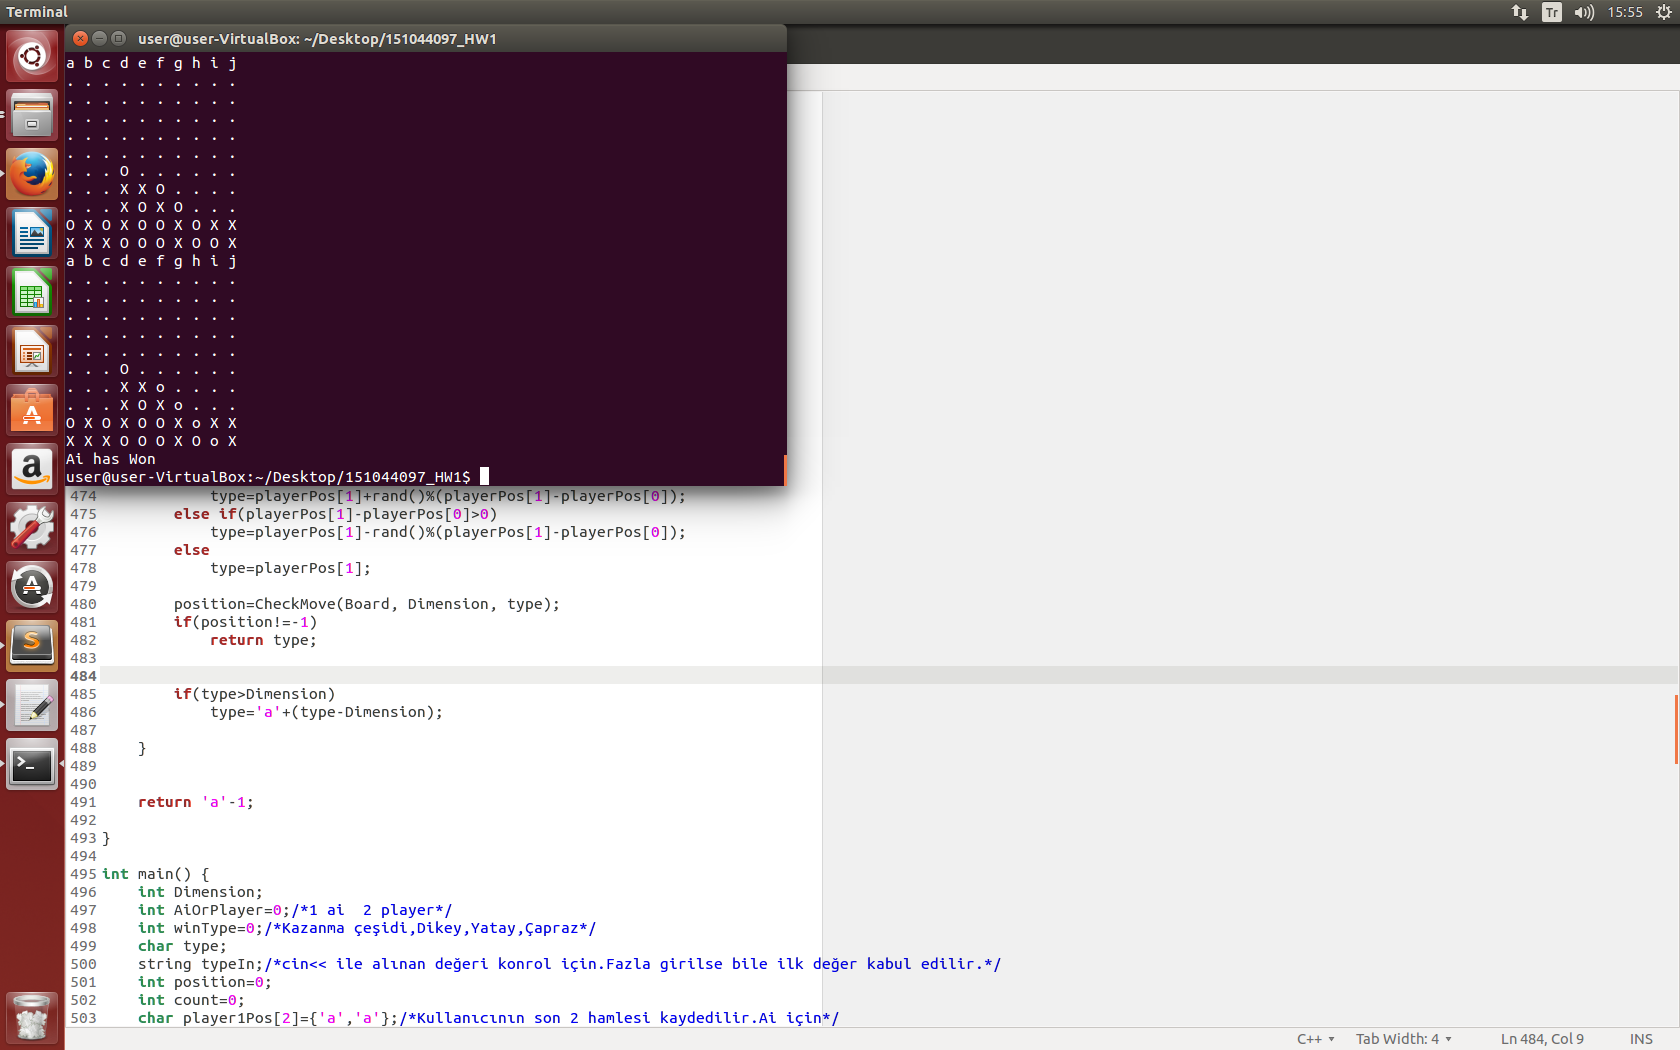 Terminal
Tr
15:55
user@user-VirtualBox: ~/Desktop/151044097_HW1
a b c d e f g h i j
. . . . . . . . . .
. . . . . . . . . .
. . . . . . . . . .
. . . . . . . . . .
. . . . . . . . . .
. . . O . . . . . .
. . . X X O . . . .
. . . X O X O . . .
O X O X O O X O X X
X X X O O O X O O X
a b c d e f g h i j
. . . . . . . . . .
. . . . . . . . . .
. . . . . . . . . .
. . . . . . . . . .
. . . . . . . . . .
. . . O . . . . . .
. . . X X o . . . .
. . . X O X o . . .
O X O X O O X o X X
X X X O O O X O o X
Ai has Won
user@user-VirtualBox:~/Desktop/151044097_HW1$
474 type=playerPos[1]+rand()%(playerPos[1]-playerPos[0]);
475 else if(playerPos[1]-playerPos[0]>0)
476 type=playerPos[1]-rand()%(playerPos[1]-playerPos[0]);
477 else
478 type=playerPos[1];
479
480 position=CheckMove(Board, Dimension, type);
481 if(position!=-1)
482 return type;
483
484
485 if(type>Dimension)
486 type='a'+(type-Dimension);
487
488 }
489
490
491 return 'a'-1;
492
493 }
494
495 int main() {
496 int Dimension;
497 int AiOrPlayer=0;/*1 ai  2 player*/
498 int winType=0;/*Kazanma çeşidi,Dikey,Yatay,Çapraz*/
499 char type;
500 string typeIn;/*cin<< ile alınan değeri konrol için.Fazla girilse bile ilk değer kabul edilir.*/
501 int position=0;
502 int count=0;
503 char player1Pos[2]={'a','a'};/*Kullanıcının son 2 hamlesi kaydedilir.Ai için*/
C++ Tab Width: 4 Ln 484, Col 9 INS